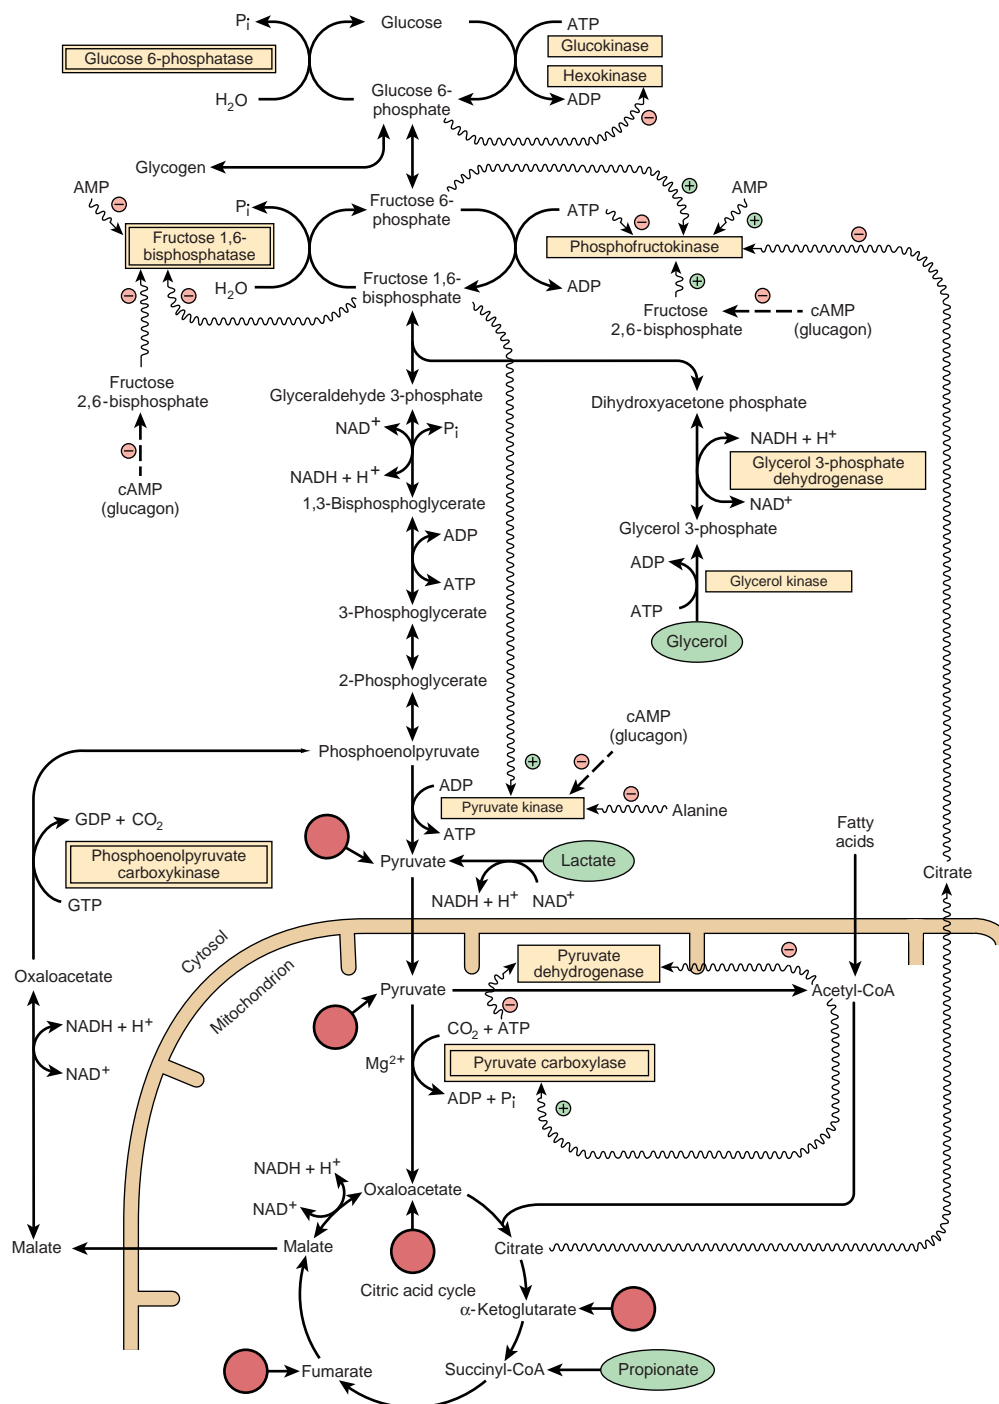 Pi
Glucose
ATP
Glucokinase
Glucose 6-phosphatase
Hexokinase
H2O
Glucose 6-
phosphate
ADP
−
Glycogen
AMP
−
Pi
Fructose 6-
phosphate
+
AMP
ATP
−
+
−
Fructose 1,6-
bisphosphatase
Phosphofructokinase
H2O
Fructose 1,6-
bisphosphate
ADP
+
−
−
−
Fructose
2,6-bisphosphate
cAMP
(glucagon)
Fructose
2,6-bisphosphate
Glyceraldehyde 3-phosphate
Dihydroxyacetone phosphate
NAD+
Pi
−
NADH + H+
NADH + H+
Glycerol 3-phosphate
dehydrogenase
cAMP
(glucagon)
1,3-Bisphosphoglycerate
NAD+
Glycerol 3-phosphate
ADP
ADP
ATP
Glycerol kinase
3-Phosphoglycerate
ATP
Glycerol
2-Phosphoglycerate
cAMP
(glucagon)
Phosphoenolpyruvate
+
−
ADP
−
Pyruvate kinase
Alanine
GDP + CO2
ATP
Fatty
acids
Phosphoenolpyruvate
carboxykinase
Pyruvate
Lactate
Citrate
GTP
NADH + H+
NAD+
Cytosol
Pyruvate
dehydrogenase
−
Oxaloacetate
Mitochondrion
Pyruvate
Acetyl-CoA
−
NADH + H+
CO2 + ATP
Mg2+
Pyruvate carboxylase
NAD+
ADP + Pi
+
NADH + H+
Oxaloacetate
NAD+
Malate
Malate
Citrate
Citric acid cycle
α-Ketoglutarate
Fumarate
Succinyl-CoA
Propionate